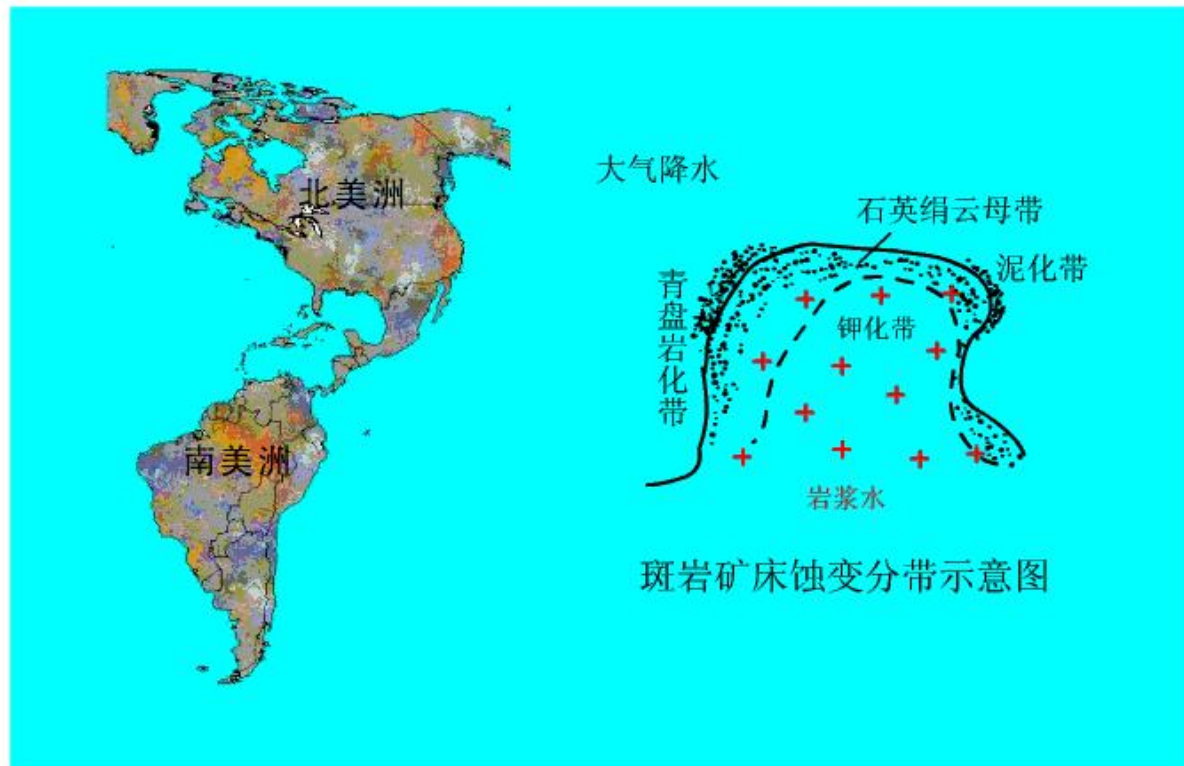 北美洲
南美洲
大气降水
石英绢云母带
泥化带
青盘岩化带
钾化带
岩浆水
斑岩矿床蚀变分带示意图